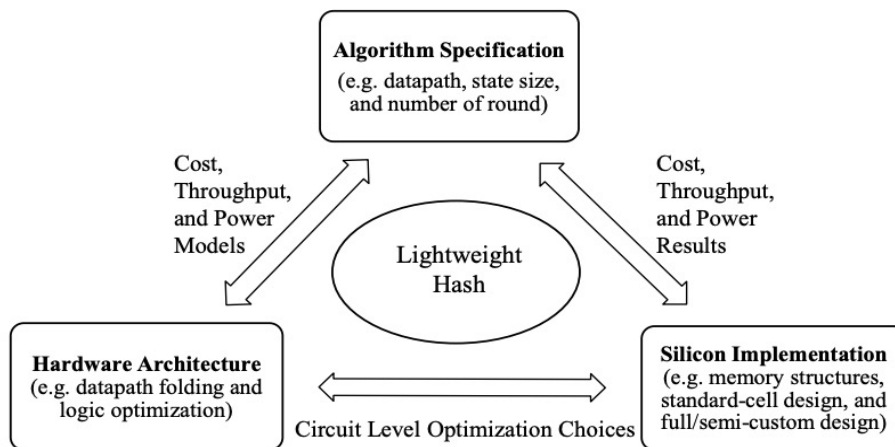 Algorithm Specification
(e.g. datapath, state size,
and number of round)
Cost,
Throughput,
and Power
Models
Cost,
Throughput,
and Power
Results
Lightweight
Hash
Hardware Architecture
(e.g. datapath folding and
logic optimization)
Silicon Implementation
(e.g. memory structures,
standard-cell design, and
full/semi-custom design)
Circuit Level Optimization Choices